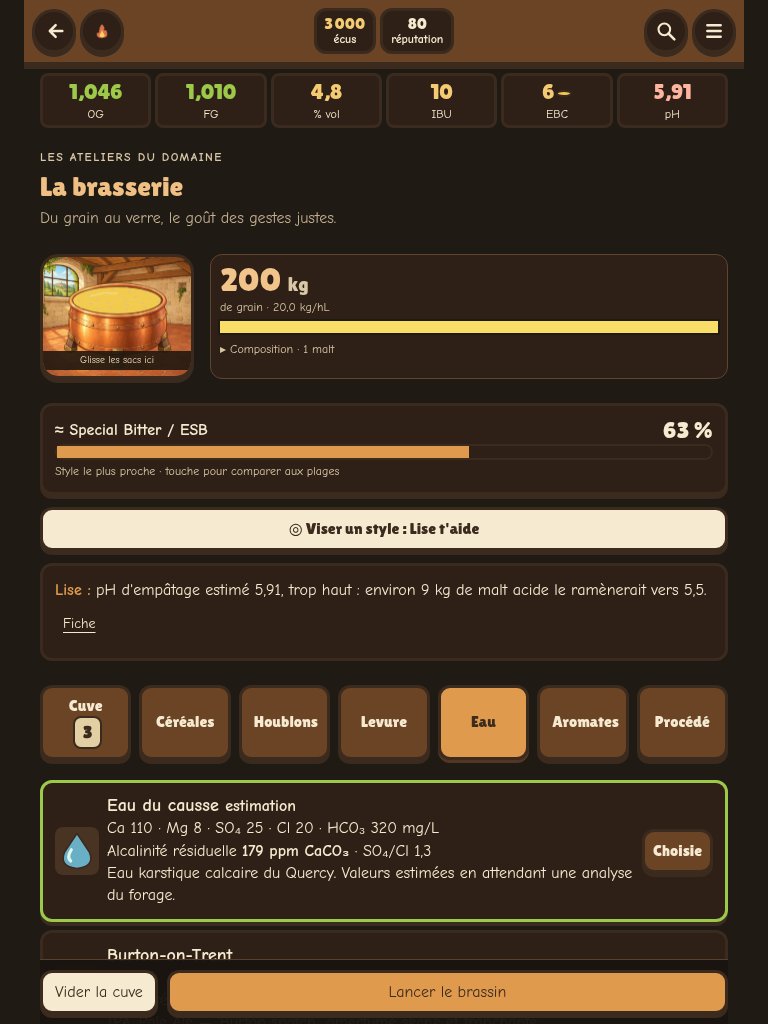 3 000
écus
80
réputation
1,046
OG
1,010
FG
4,8
% vol
10
IBU
6
EBC
5,91
pH
LES ATELIERS DU DOMAINE
La brasserie
Du grain au verre, le goût des gestes justes.
Glisse les sacs ici
200 kg
de grain · 20,0 kg/hL
▸ Composition · 1 malt
≈ Special Bitter / ESB
63 %
Style le plus proche · touche pour comparer aux plages
◎ Viser un style : Lise t'aide
Lise : pH d'empâtage estimé 5,91, trop haut : environ 9 kg de malt acide le ramènerait vers 5,5.
Fiche
Cuve
3
Céréales
Houblons
Levure
Eau
Aromates
Procédé
Eau du causse estimation
Ca 110 · Mg 8 · SO₄ 25 · Cl 20 · HCO₃ 320 mg/L
Alcalinité résiduelle 179 ppm CaCO₃ · SO₄/Cl 1,3
Eau karstique calcaire du Quercy. Valeurs estimées en attendant une analyse
du forage.
Choisie
Burton-on-Trent
Vider la cuve
Lancer le brassin